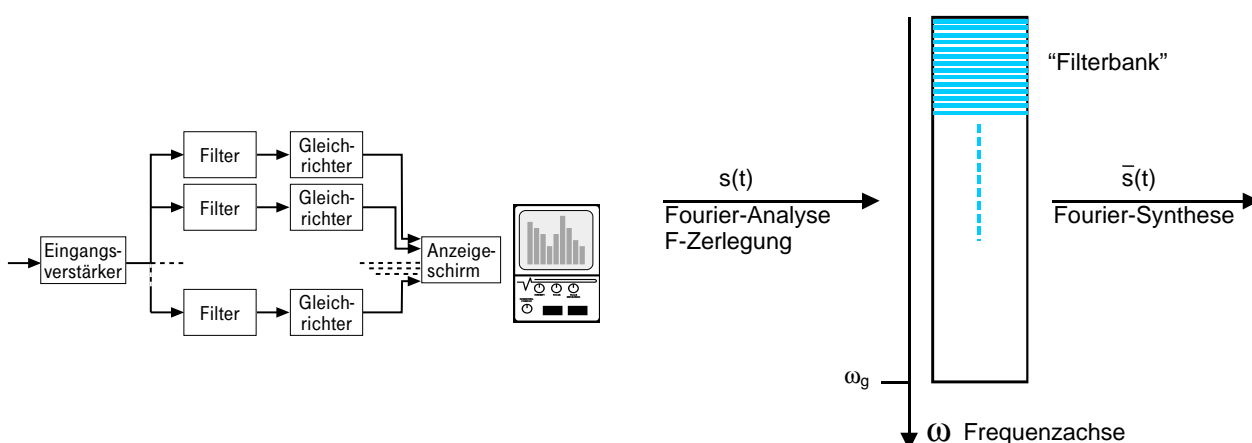 Filter
Gleich-
richter
Filter
Gleich-
richter
Eingangs-
verstärker
Anzeige-
schirm
Filter
Gleich-
richter
"Filterbank"
s(t)
Fourier-Analyse
F-Zerlegung
s̄(t)
Fourier-Synthese
ωg
ω Frequenzachse